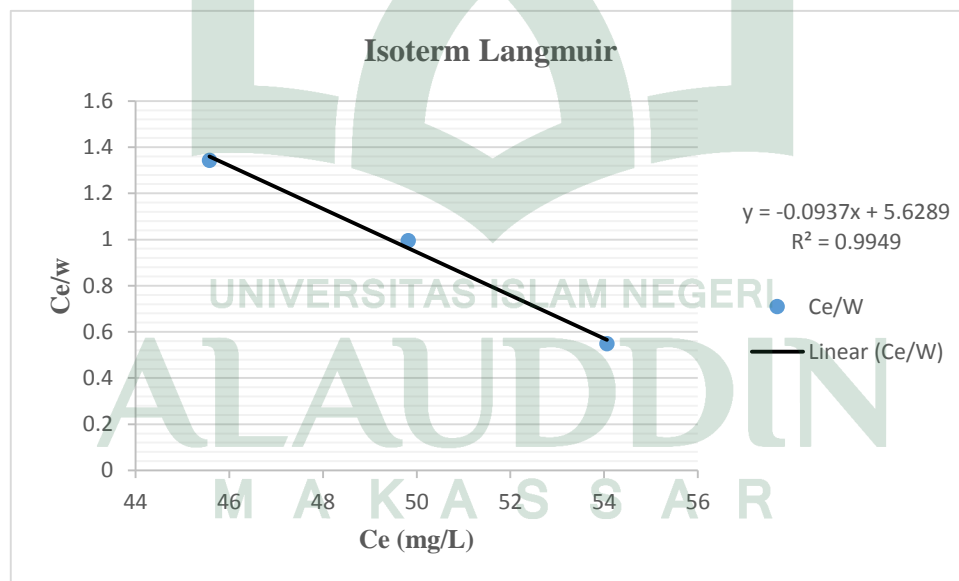 Isoterm Langmuir
1.6
1.4
1.2
1
0.8
0.6
0.4
0.2
0
Ce/w
44 46 48 50 52 54 56
Ce (mg/L)
y = -0.0937x + 5.6289
R² = 0.9949
Ce/W
Linear (Ce/W)
UNIVERSITAS ISLAM NEGERI
ALAUDDIN
MAKASSAR